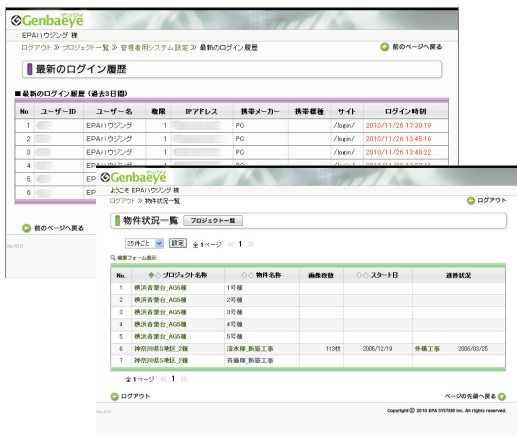 Genbaeye
ゲンバアイ
EPAハウジング 様
ログアウト ≫ プロジェクト一覧 ≫ 管理者用システム設定 ≫ 最新のログイン履歴
前のページへ戻る
最新のログイン履歴
■最新のログイン履歴（過去3日間）
No ユーザーID ユーザー名 権限 IPアドレス 携帯メーカー 携帯機種 サイト ログイン時刻
1 EPAハウジング 1 PC /login/ 2010/11/26 17:30:19
2 EPAハウジング 1 PC /login/ 2010/11/26 13:45:16
3 EPAハウジング 1 PC /login/ 2010/11/26 13:40:22
4
5 EP
6 EP
前のページへ戻る
Genbaeye
ゲンバアイ
ようこそ EPAハウジング 様
ログアウト ≫ 物件状況一覧
ログアウト
物件状況一覧 プロジェクト一覧
25件ごと 設定 全1ページ ≪ 1 ≫
検索フォーム表示
No. ◆◇ プロジェクト名称 ◇◇ 物件名称 画像枚数 ◇◇ スタート日 進捗状況
1 横浜青葉台_AG5棟 1号棟
2 横浜青葉台_AG5棟 2号棟
3 横浜青葉台_AG5棟 3号棟
4 横浜青葉台_AG5棟 4号棟
5 横浜青葉台_AG5棟 5号棟
6 神奈川県S地区_2棟 清水様_新築工事 113枚 2005/12/19 外構工事 2006/03/25
7 神奈川県S地区_2棟 斉藤様_新築工事
全1ページ ≪ 1 ≫
ログアウト
ページの先頭へ戻る
Copyright © 2010 EPA SYSTEM Inc. All rights reserved.